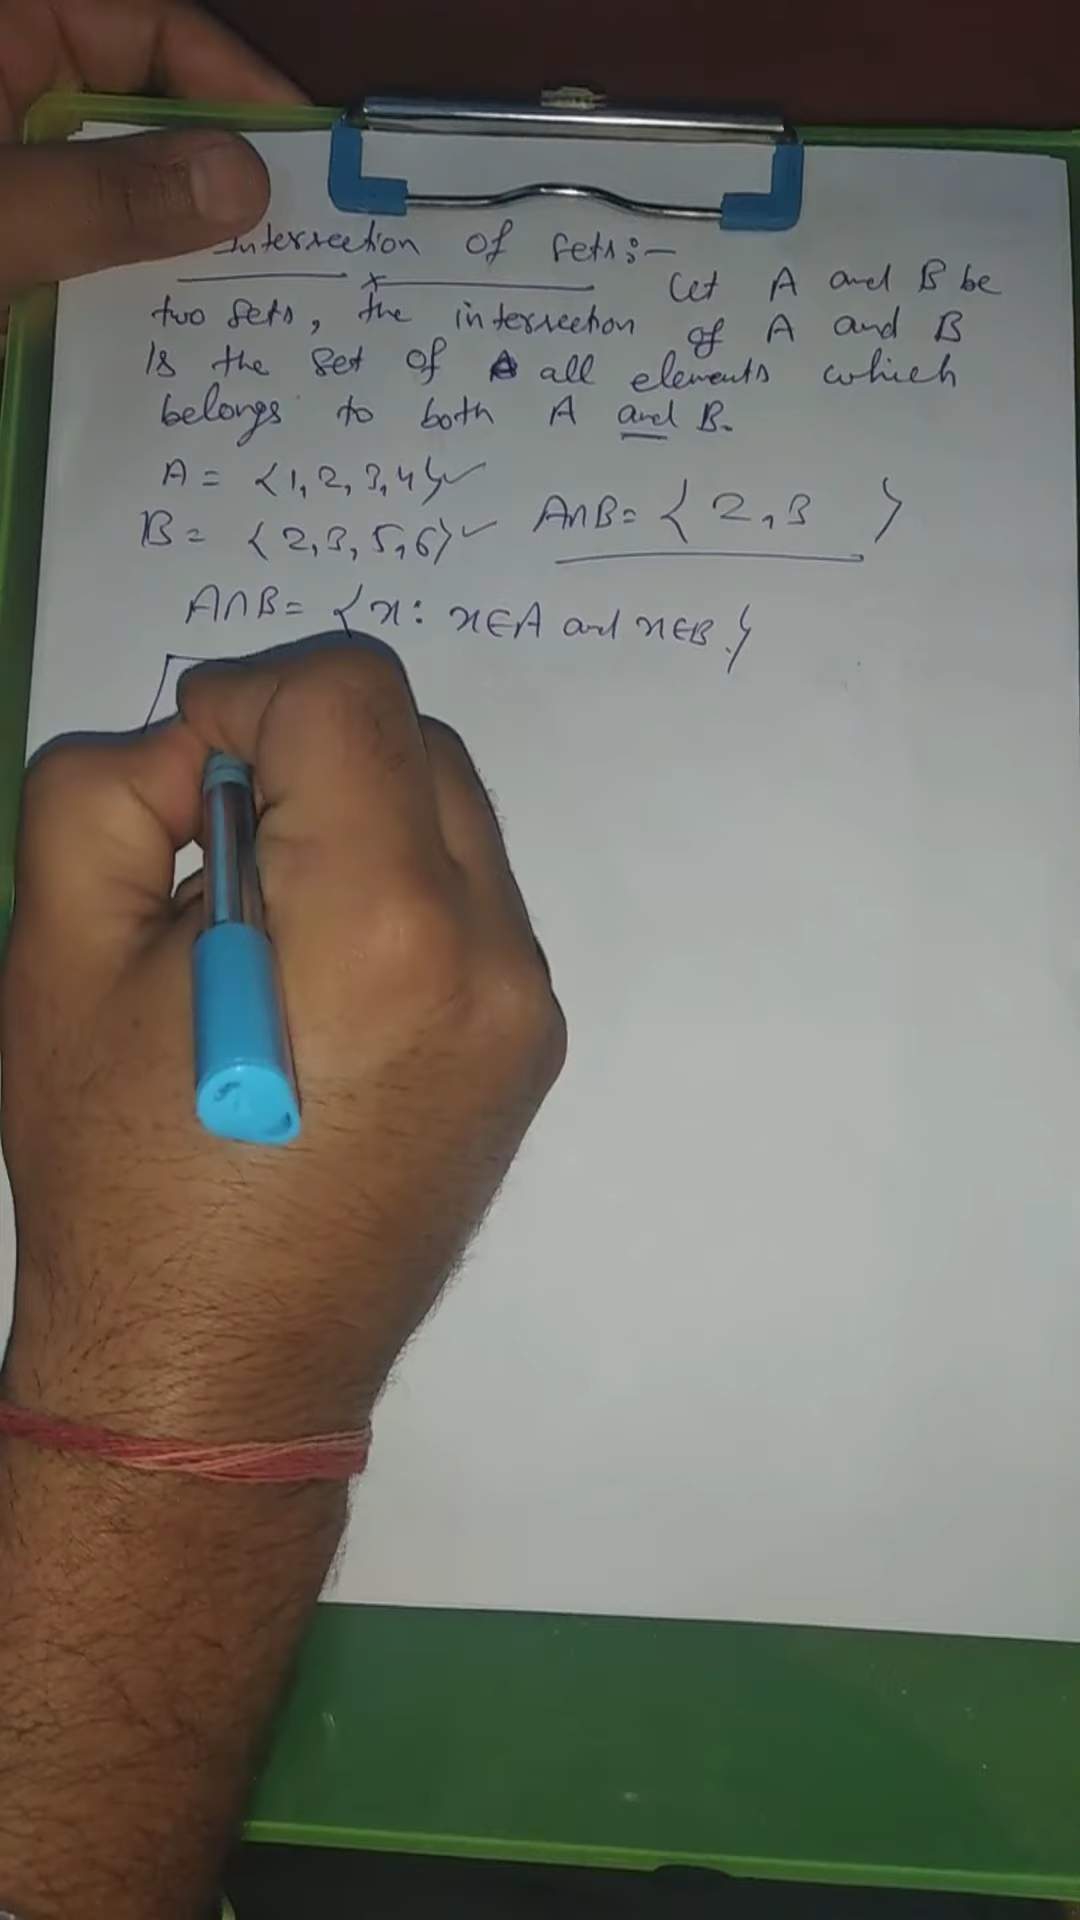 Intersection of sets:-
Let A and B be
two sets, the intersection of A and B
is the set of all elements which
belongs to both A and B.
A = {1, 2, 3, 4}
B = {2, 3, 5, 6}
A∩B = {2, 3 }
A∩B = {x: x∈A and x∈B.}